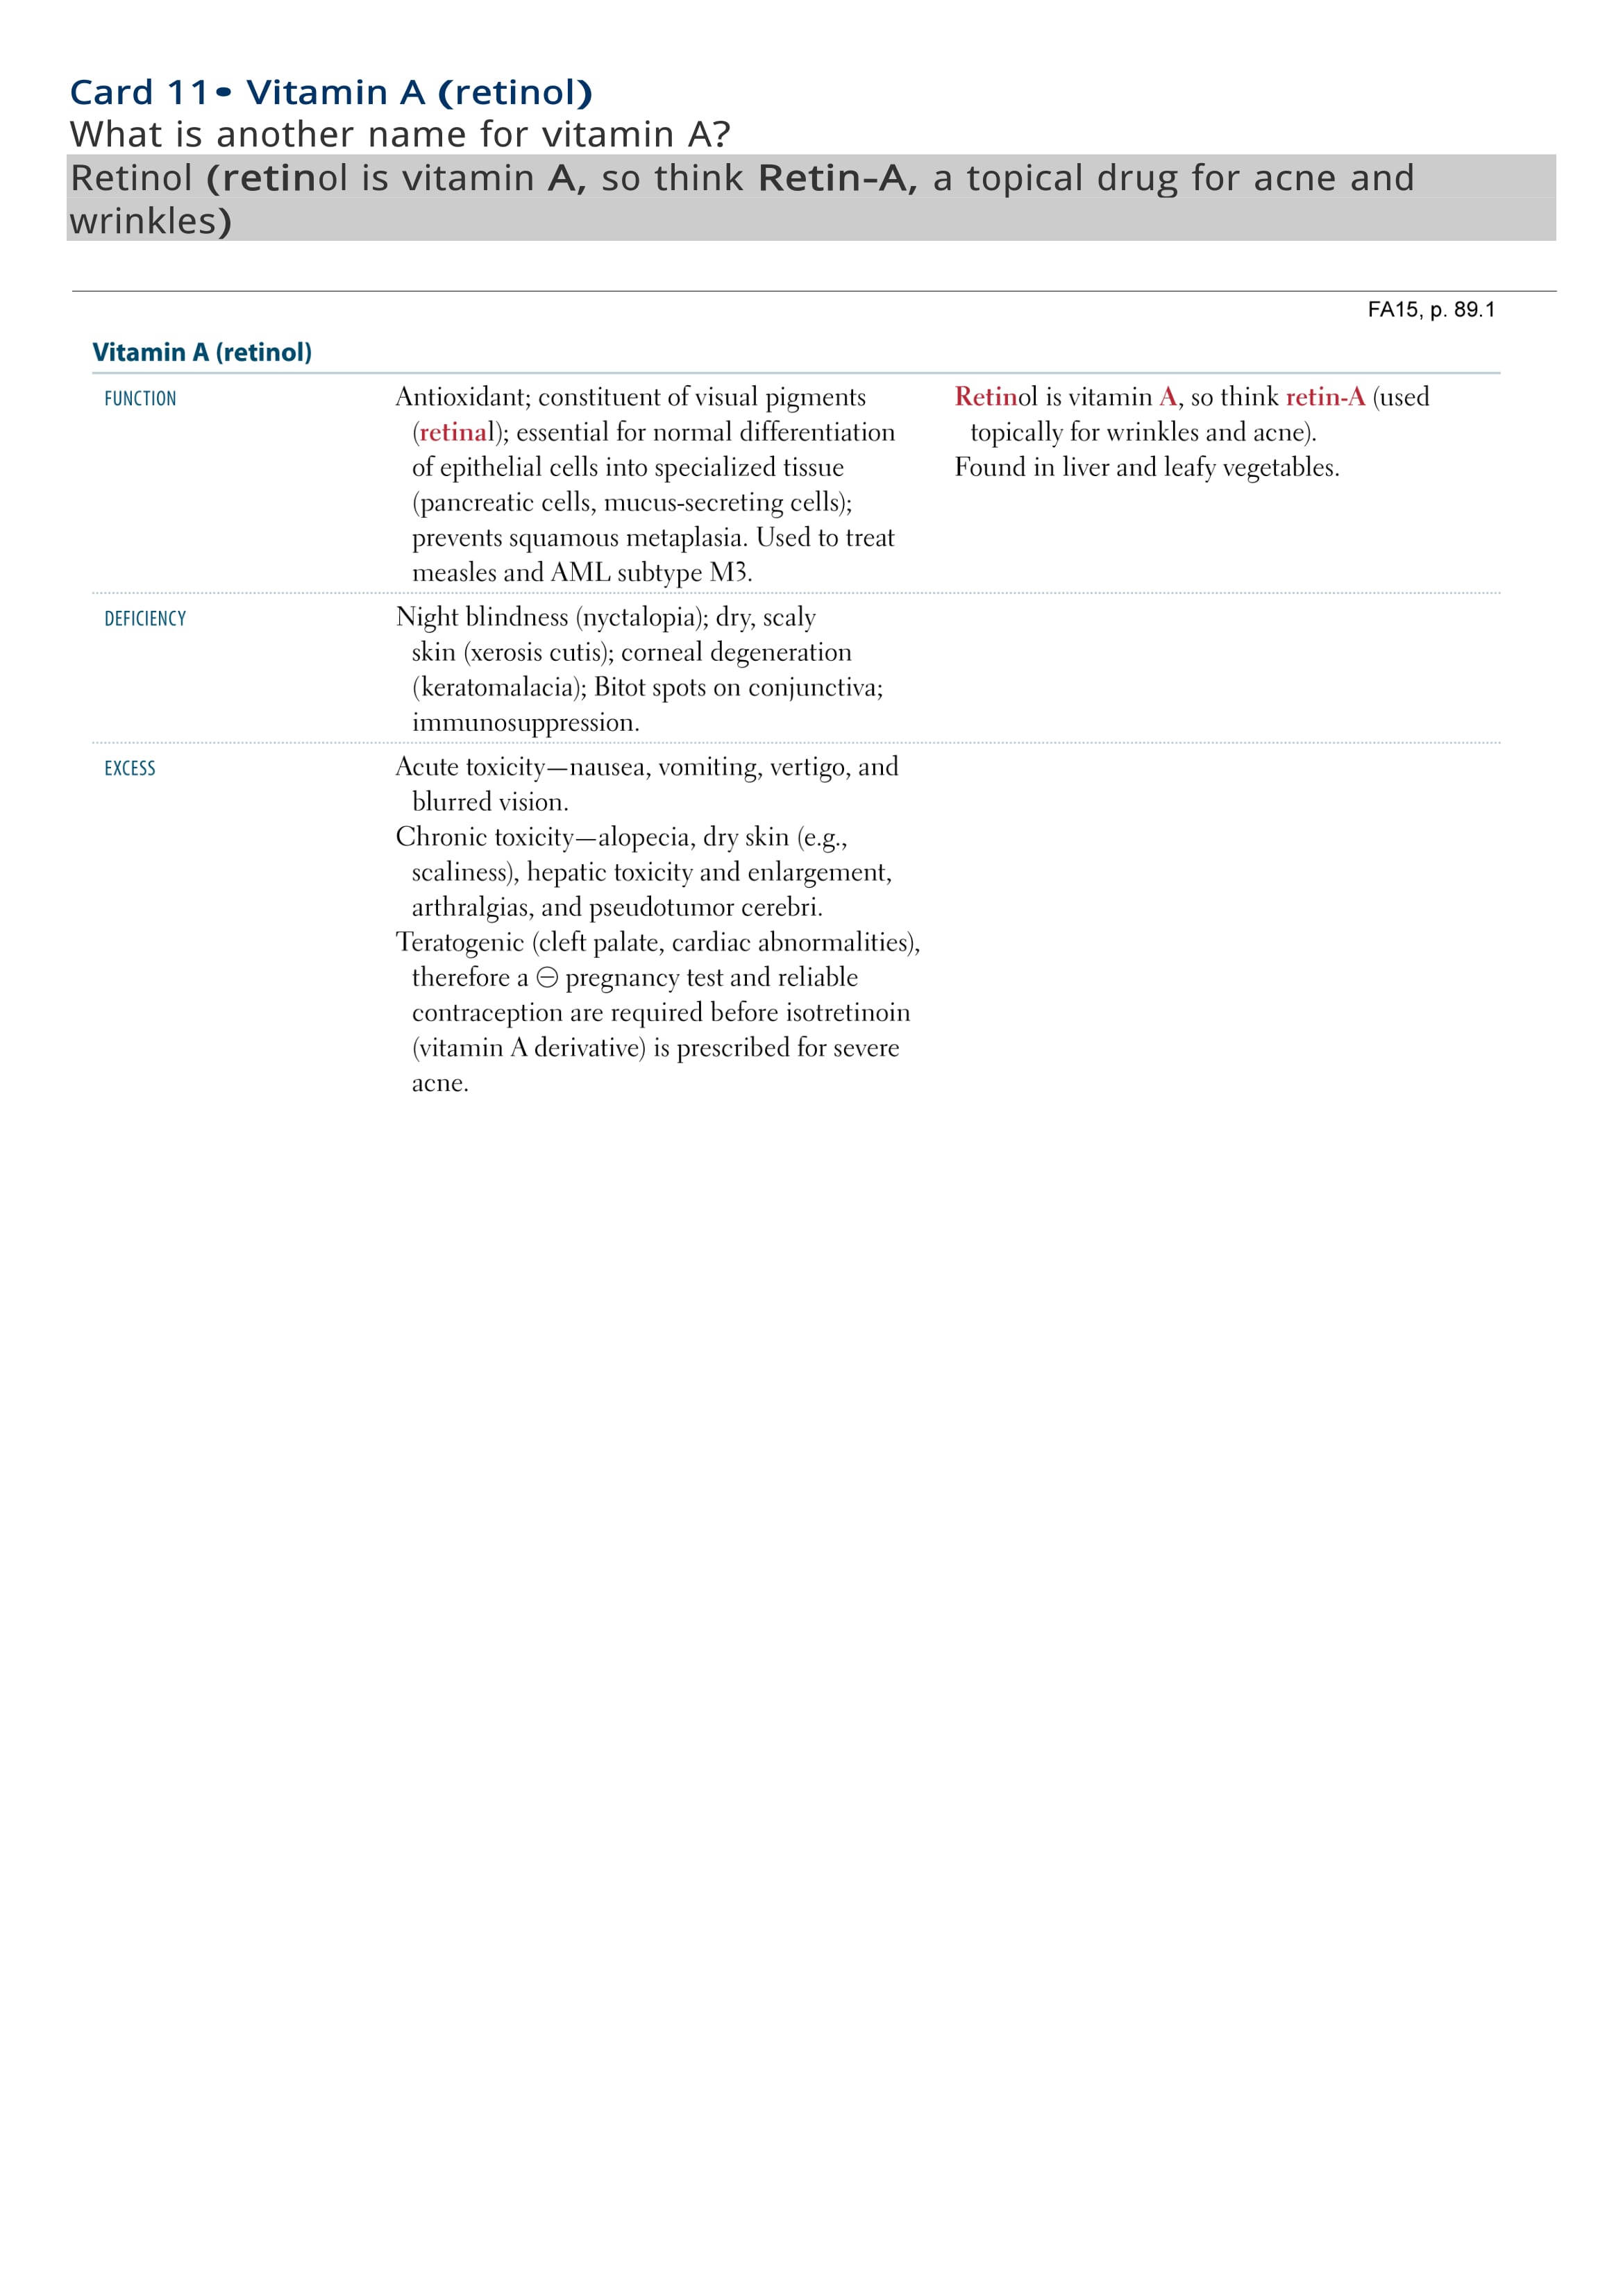 Card 11• Vitamin A (retinol)
What is another name for vitamin A?
Retinol (retinol is vitamin A, so think Retin-A, a topical drug for acne and
wrinkles)
FA15, p. 89.1
Vitamin A (retinol)
FUNCTION
Antioxidant; constituent of visual pigments
(retinal); essential for normal differentiation
of epithelial cells into specialized tissue
(pancreatic cells, mucus-secreting cells);
prevents squamous metaplasia. Used to treat
measles and AML subtype M3.
Retinol is vitamin A, so think retin-A (used
topically for wrinkles and acne).
Found in liver and leafy vegetables.
DEFICIENCY
Night blindness (nyctalopia); dry, scaly
skin (xerosis cutis); corneal degeneration
(keratomalacia); Bitot spots on conjunctiva;
immunosuppression.
EXCESS
Acute toxicity—nausea, vomiting, vertigo, and
blurred vision.
Chronic toxicity—alopecia, dry skin (e.g.,
scaliness), hepatic toxicity and enlargement,
arthralgias, and pseudotumor cerebri.
Teratogenic (cleft palate, cardiac abnormalities),
therefore a ⊖ pregnancy test and reliable
contraception are required before isotretinoin
(vitamin A derivative) is prescribed for severe
acne.